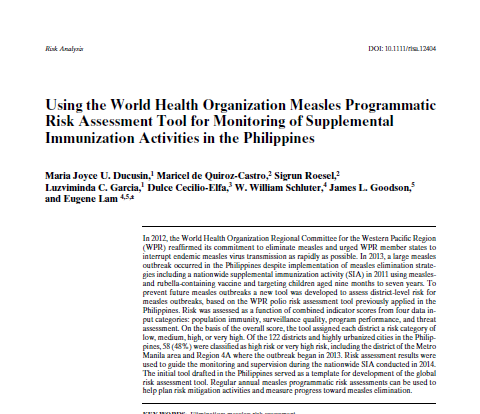 Risk Analysis
DOI: 10.1111/risa.12404
Using the World Health Organization Measles Programmatic
Risk Assessment Tool for Monitoring of Supplemental
Immunization Activities in the Philippines
Maria Joyce U. Ducusin,1 Maricel de Quiroz-Castro,2 Sigrun Roesel,2
Luzviminda C. Garcia,1 Dulce Cecilio-Elfa,3 W. William Schluter,4 James L. Goodson,5
and Eugene Lam 4,5,*
In 2012, the World Health Organization Regional Committee for the Western Pacific Region
(WPR) reaffirmed its commitment to eliminate measles and urged WPR member states to
interrupt endemic measles virus transmission as rapidly as possible. In 2013, a large measles
outbreak occurred in the Philippines despite implementation of measles elimination strate-
gies including a nationwide supplemental immunization activity (SIA) in 2011 using measles-
and rubella-containing vaccine and targeting children aged nine months to seven years. To
prevent future measles outbreaks a new tool was developed to assess district-level risk for
measles outbreaks, based on the WPR polio risk assessment tool previously applied in the
Philippines. Risk was assessed as a function of combined indicator scores from four data in-
put categories: population immunity, surveillance quality, program performance, and threat
assessment. On the basis of the overall score, the tool assigned each district a risk category of
low, medium, high, or very high. Of the 122 districts and highly urbanized cities in the Philip-
pines, 58 (48%) were classified as high risk or very high risk, including the district of the Metro
Manila area and Region 4A where the outbreak began in 2013. Risk assessment results were
used to guide the monitoring and supervision during the nationwide SIA conducted in 2014.
The initial tool drafted in the Philippines served as a template for development of the global
risk assessment tool. Regular annual measles programmatic risk assessments can be used to
help plan risk mitigation activities and measure progress toward measles elimination.